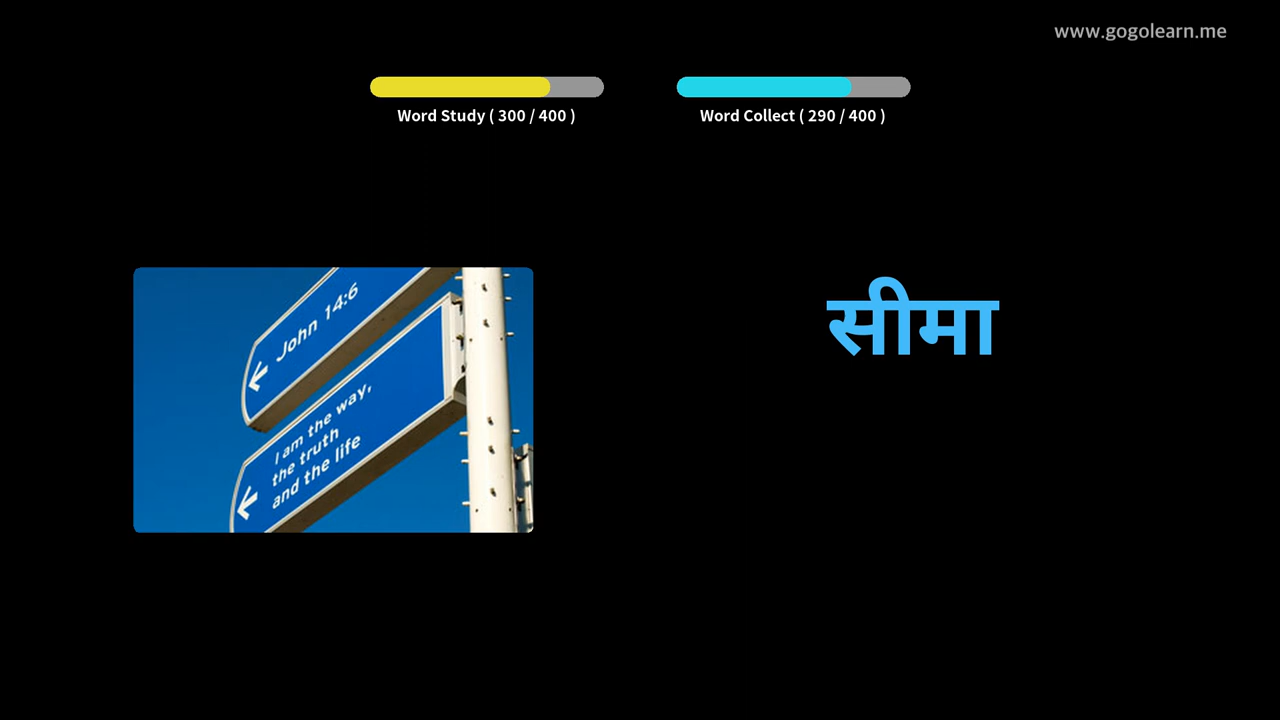 www.gogolearn.me
Word Study ( 300 / 400 )
Word Collect ( 290 / 400 )
John 14:6
I am the way,
the truth
and the life
सीमा